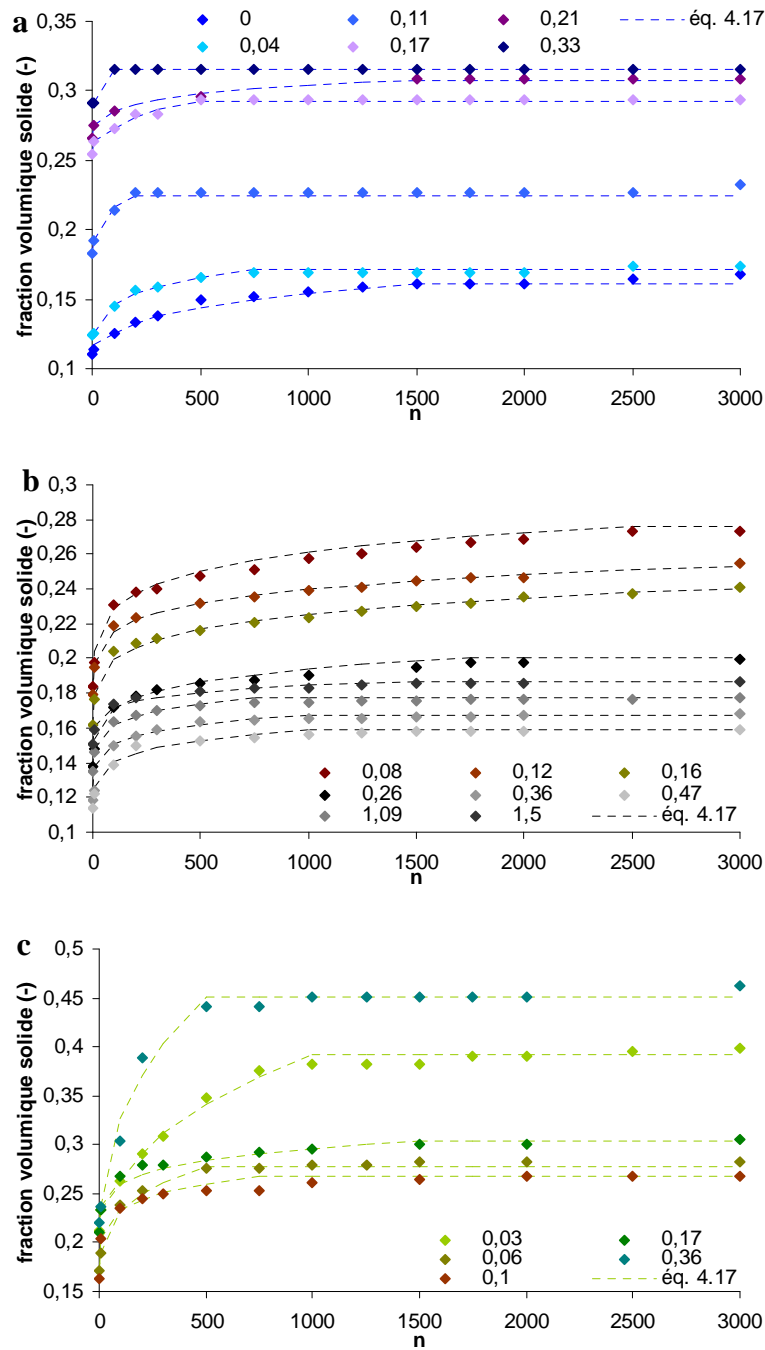 a
0 0,11 0,21 éq. 4.17
0,04 0,17 0,33
fraction volumique solide (-)
0,35
0,3
0,25
0,2
0,15
0,1
0 500 1000 1500 2000 2500 3000
n
b
fraction volumique solide (-)
0,3
0,28
0,26
0,24
0,22
0,2
0,18
0,16
0,14
0,12
0,1
0,08 0,12 0,16
0,26 0,36 0,47
1,09 1,5 éq. 4.17
0 500 1000 1500 2000 2500 3000
n
c
fraction volumique solide (-)
0,5
0,45
0,4
0,35
0,3
0,25
0,2
0,15
0,03 0,17
0,06 0,36
0,1 éq. 4.17
0 500 1000 1500 2000 2500 3000
n